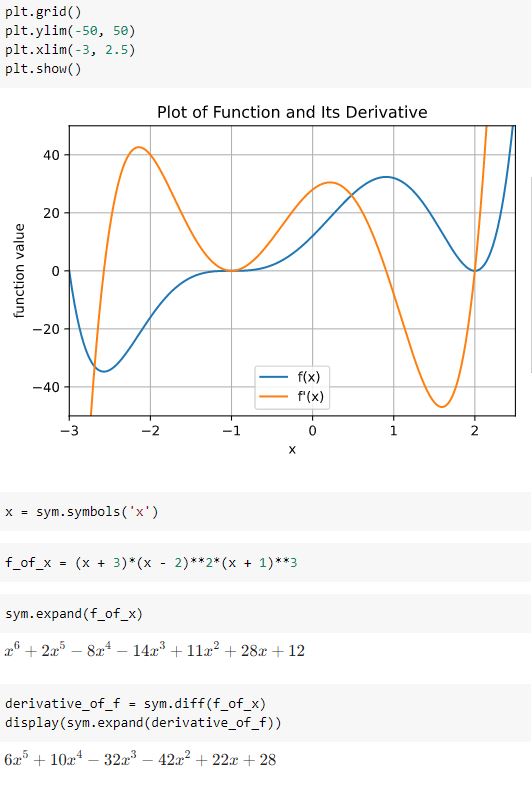 plt.grid()
plt.ylim(-50, 50)
plt.xlim(-3, 2.5)
plt.show()
Plot of Function and Its Derivative
40
20
0
−20
−40
function value
f(x)
f'(x)
−3 −2 −1 0 1 2
x
x = sym.symbols('x')
f_of_x = (x + 3)*(x - 2)**2*(x + 1)**3
sym.expand(f_of_x)
x⁶ + 2x⁵ − 8x⁴ − 14x³ + 11x² + 28x + 12
derivative_of_f = sym.diff(f_of_x)
display(sym.expand(derivative_of_f))
6x⁵ + 10x⁴ − 32x³ − 42x² + 22x + 28